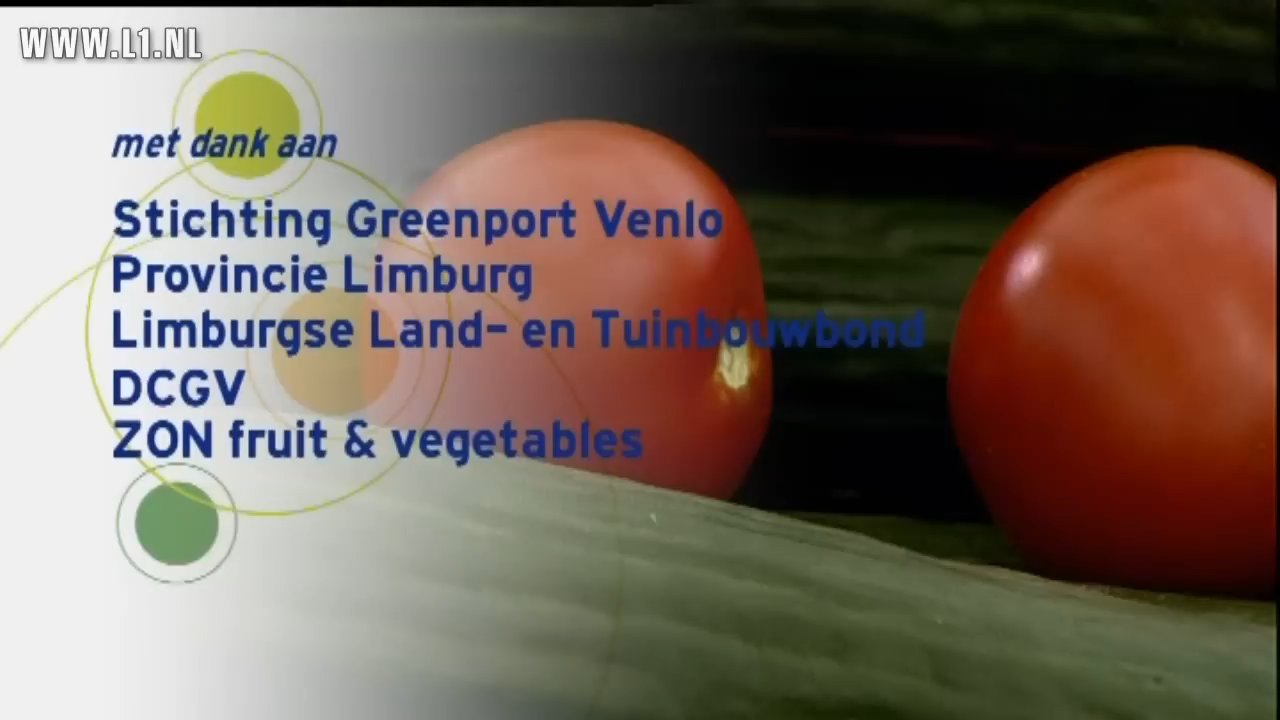 WWW.L1.NL
met dank aan
Stichting Greenport Venlo
Provincie Limburg
Limburgse Land- en Tuinbouwbond
DCGV
ZON fruit & vegetables